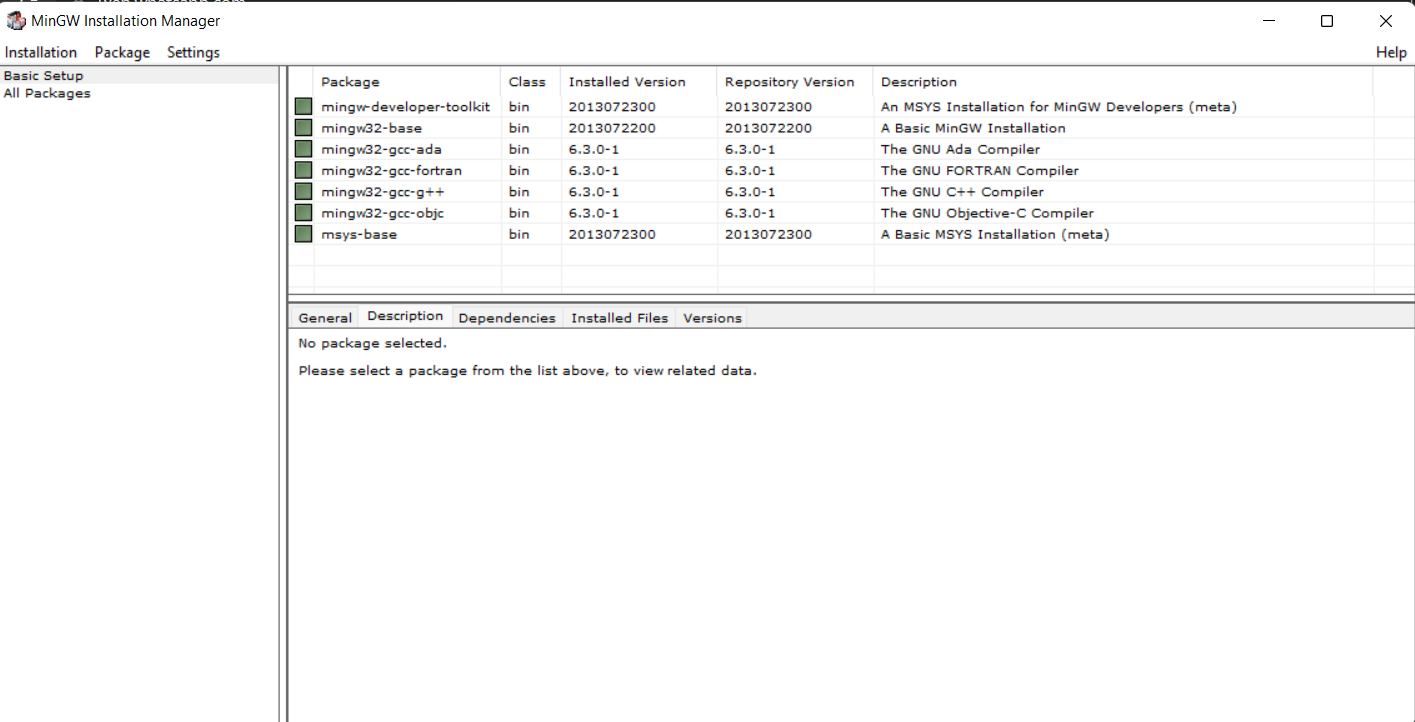 MinGW Installation Manager
Installation Package Settings Help
Basic Setup
All Packages
Package Class Installed Version Repository Version Description
mingw-developer-toolkit bin 2013072300 2013072300 An MSYS Installation for MinGW Developers (meta)
mingw32-base bin 2013072200 2013072200 A Basic MinGW Installation
mingw32-gcc-ada bin 6.3.0-1 6.3.0-1 The GNU Ada Compiler
mingw32-gcc-fortran bin 6.3.0-1 6.3.0-1 The GNU FORTRAN Compiler
mingw32-gcc-g++ bin 6.3.0-1 6.3.0-1 The GNU C++ Compiler
mingw32-gcc-objc bin 6.3.0-1 6.3.0-1 The GNU Objective-C Compiler
msys-base bin 2013072300 2013072300 A Basic MSYS Installation (meta)
General Description Dependencies Installed Files Versions
No package selected.
Please select a package from the list above, to view related data.